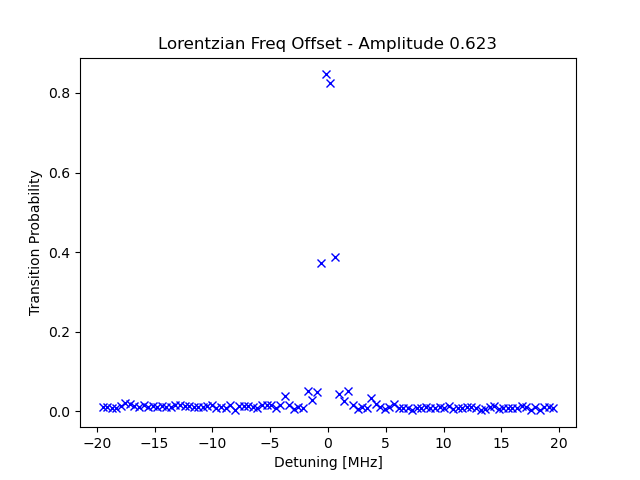 Lorentzian Freq Offset - Amplitude 0.623
Transition Probability
0.8
0.6
0.4
0.2
0.0
−20 −15 −10 −5 0 5 10 15 20
Detuning [MHz]